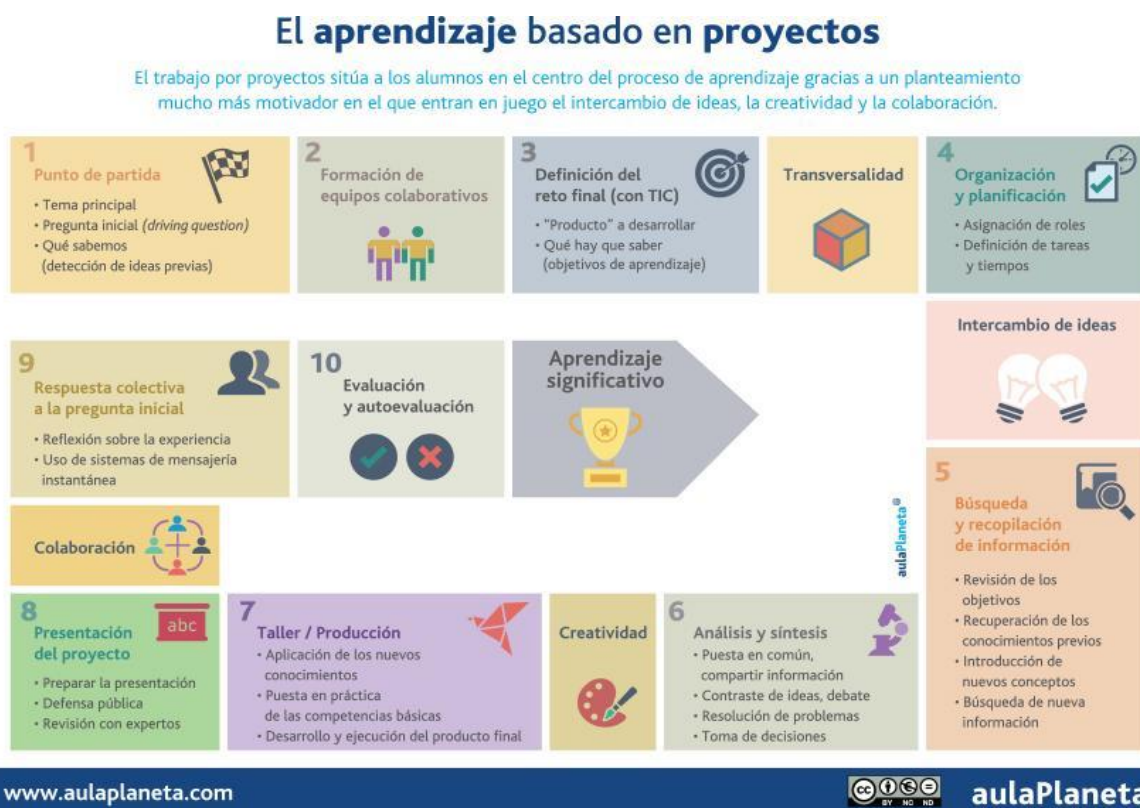 El aprendizaje basado en proyectos
El trabajo por proyectos sitúa a los alumnos en el centro del proceso de aprendizaje gracias a un planteamiento
mucho más motivador en el que entran en juego el intercambio de ideas, la creatividad y la colaboración.
1
Punto de partida
• Tema principal
• Pregunta inicial (driving question)
• Qué sabemos
(detección de ideas previas)
2
Formación de
equipos colaborativos
3
Definición del
reto final (con TIC)
• "Producto" a desarrollar
• Qué hay que saber
(objetivos de aprendizaje)
Transversalidad
4
Organización
y planificación
• Asignación de roles
• Definición de tareas
y tiempos
Intercambio de ideas
5
Búsqueda
y recopilación
de información
• Revisión de los
objetivos
• Recuperación de los
conocimientos previos
• Introducción de
nuevos conceptos
• Búsqueda de nueva
información
6
Análisis y síntesis
• Puesta en común,
compartir información
• Contraste de ideas, debate
• Resolución de problemas
• Toma de decisiones
Creatividad
7
Taller / Producción
• Aplicación de los nuevos
conocimientos
• Puesta en práctica
de las competencias básicas
• Desarrollo y ejecución del producto final
8
Presentación
del proyecto
abc
• Preparar la presentación
• Defensa pública
• Revisión con expertos
Colaboración
9
Respuesta colectiva
a la pregunta inicial
• Reflexión sobre la experiencia
• Uso de sistemas de mensajería
instantánea
10
Evaluación
y autoevaluación
Aprendizaje
significativo
aulaPlaneta
www.aulaplaneta.com
cc
BY NC ND
aulaPlaneta